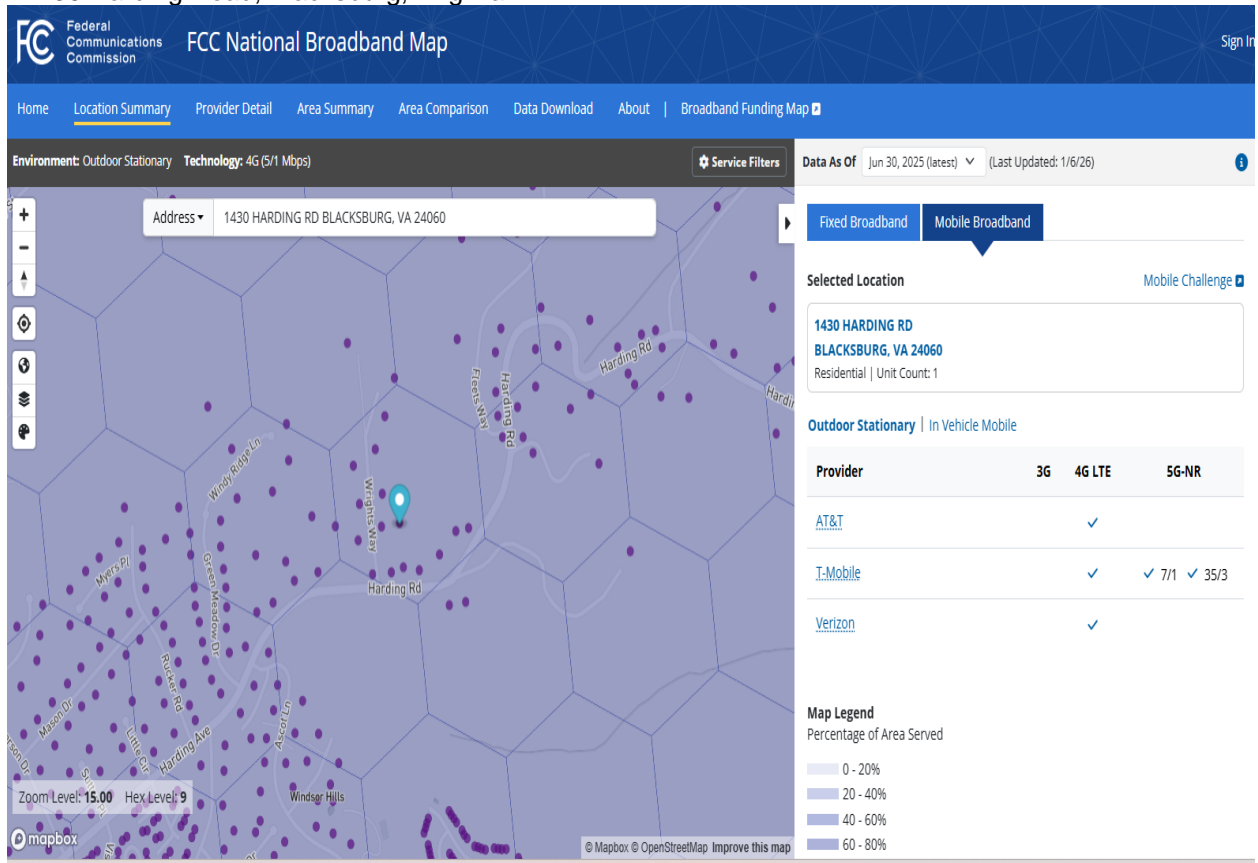 Federal
Communications
Commission
FCC National Broadband Map
Sign In
Home Location Summary Provider Detail Area Summary Area Comparison Data Download About | Broadband Funding Map
Environment: Outdoor Stationary Technology: 4G (5/1 Mbps)
Service Filters
Data As Of Jun 30, 2025 (latest) (Last Updated: 1/6/26)
Address 1430 HARDING RD BLACKSBURG, VA 24060
Fixed Broadband Mobile Broadband
Selected Location Mobile Challenge
1430 HARDING RD
BLACKSBURG, VA 24060
Residential | Unit Count: 1
Outdoor Stationary | In Vehicle Mobile
Provider 3G 4G LTE 5G-NR
AT&T ✓
T-Mobile ✓ ✓ 7/1 ✓ 35/3
Verizon ✓
Map Legend
Percentage of Area Served
0 - 20%
20 - 40%
40 - 60%
60 - 80%
Harding Rd
Fleets Way
Harding Rd
Windy Ridge Ln
Wrights Way
Myers Pl
Green Meadow Dr
Harding Rd
Rucker Rd
Mason Dr
Little Cir
Harding Ave
Ascot Ln
Windsor Hills
Zoom Level: 15.00 Hex Level: 9
mapbox
© Mapbox © OpenStreetMap Improve this map